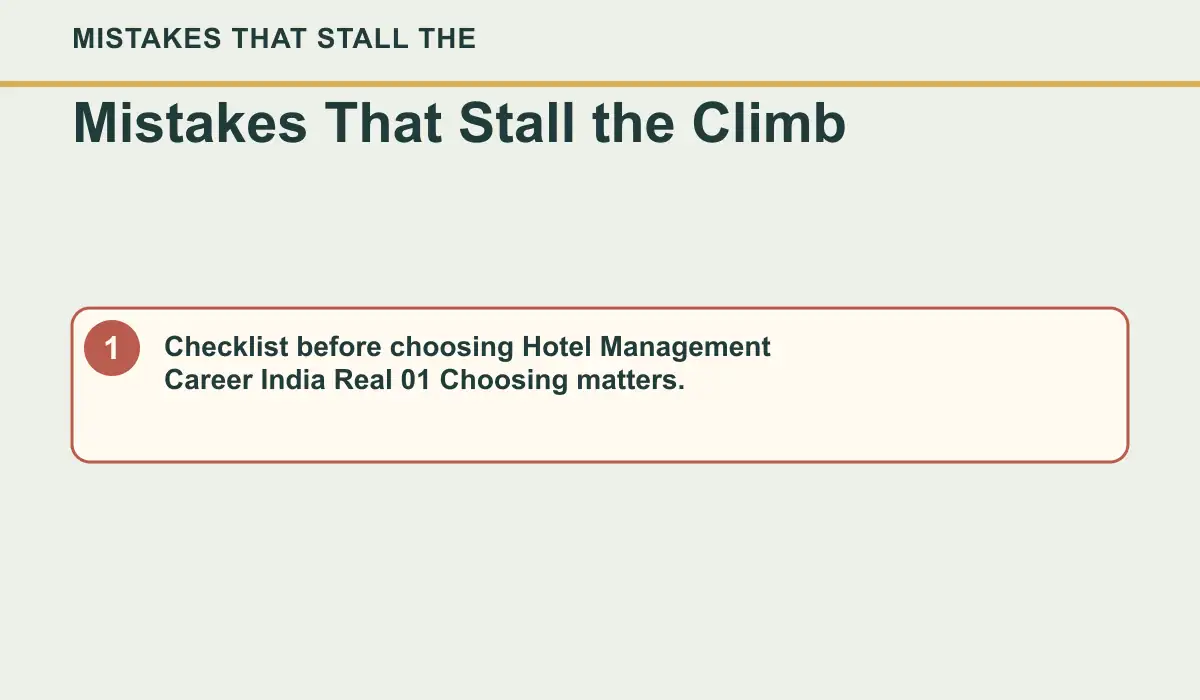 MISTAKES THAT STALL THE
Mistakes That Stall the Climb
1
Checklist before choosing Hotel Management
Career India Real 01 Choosing matters.